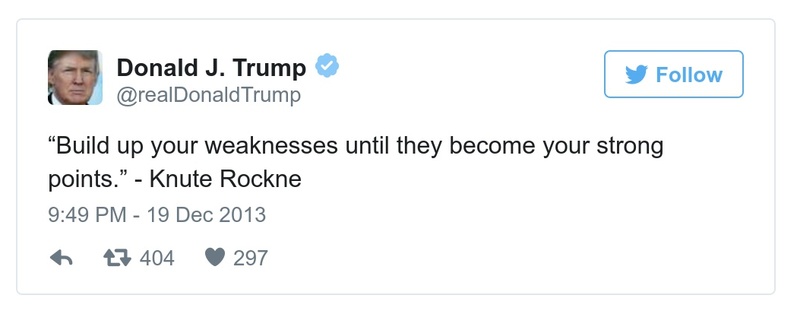 Donald J. Trump
@realDonaldTrump
Follow
“Build up your weaknesses until they become your strong
points.” - Knute Rockne
9:49 PM - 19 Dec 2013
404 297